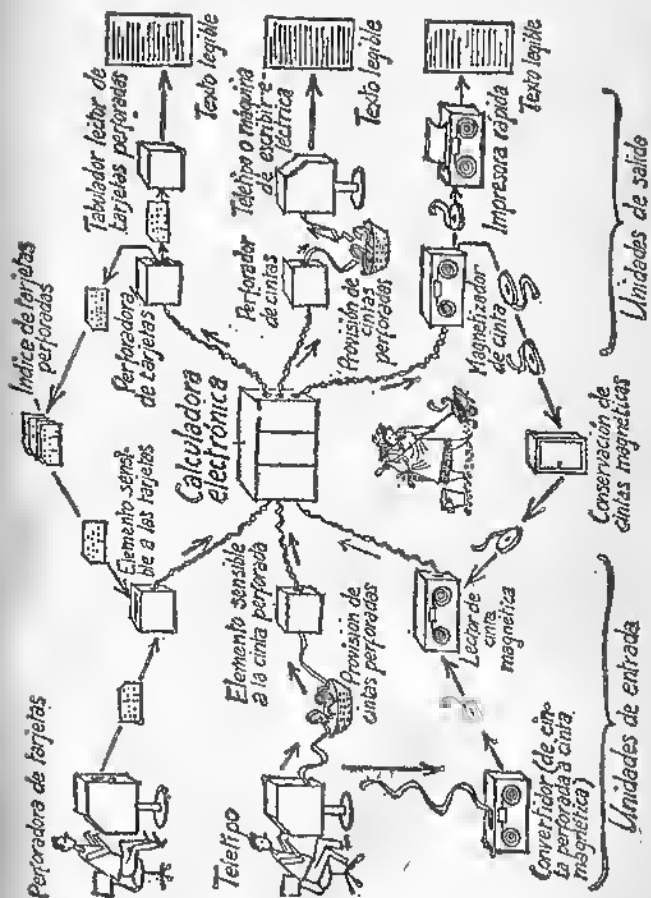 Perforadora de tarjetas
Teletipo
Convertidor (de cin-
ta perforada a cinta
magnética)
Unidades de entrada
Elemento sensi-
ble a las tarjetas
Elemento sensible
a la cinta perforada
Provisión de
cintas perforadas
Lector de
cinta
magnética
Indice de tarjetas
perforadas
Calculadora
electrónica
Conservación de
cintas magnéticas
Perforadora
de tarjetas
Perforador
de cintas
Provisión de
cintas
perforadas
Magnetizador
de cinta
Tabulador lector de
tarjetas perforadas
Teletipo o máquina
de escribir e-
léctrica
Impresora rápida
Texto legible
Texto legible
Texto legible
Unidades de salida